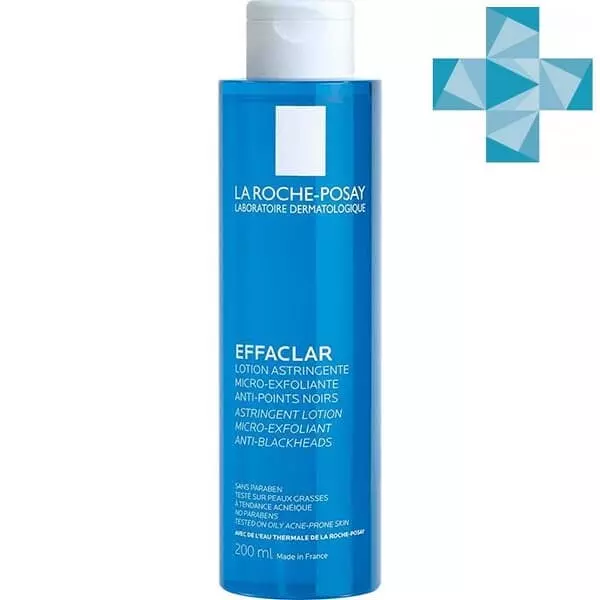 LA ROCHE-POSAY
LABORATOIRE DERMATOLOGIQUE
EFFACLAR
LOTION ASTRINGENTE
MICRO-EXFOLIANTE
ANTI-POINTS NOIRS
ASTRINGENT LOTION
MICRO-EXFOLIANT
ANTI-BLACKHEADS
SANS PARABEN
TESTÉ SUR PEAUX GRASSES
À TENDANCE ACNÉIQUE
NO PARABENS
TESTED ON OILY ACNE-PRONE SKIN
AVEC DE L'EAU THERMALE DE LA ROCHE-POSAY
200 ml Made in France